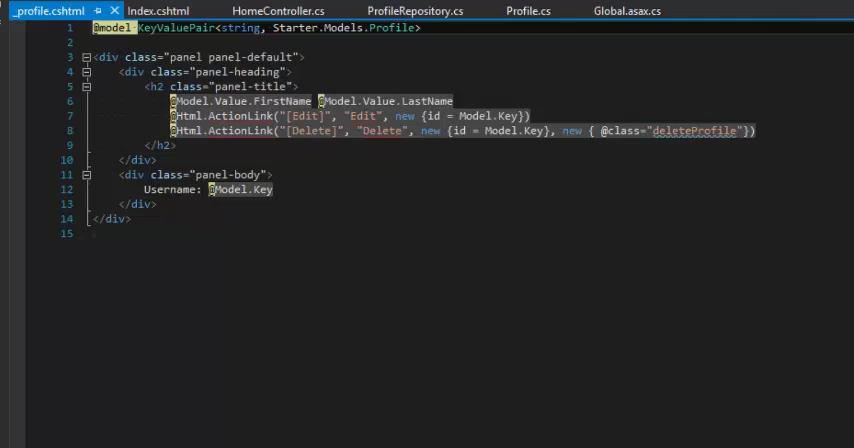 _profile.cshtml Index.cshtml HomeController.cs ProfileRepository.cs Profile.cs Global.asax.cs
1 @model KeyValuePair<string, Starter.Models.Profile>
2
3 <div class="panel panel-default">
4 <div class="panel-heading">
5 <h2 class="panel-title">
6 @Model.Value.FirstName @Model.Value.LastName
7 @Html.ActionLink("[Edit]", "Edit", new {id = Model.Key})
8 @Html.ActionLink("[Delete]", "Delete", new {id = Model.Key}, new { @class="deleteProfile"})
9 </h2>
10 </div>
11 <div class="panel-body">
12 Username: @Model.Key
13 </div>
14 </div>
15